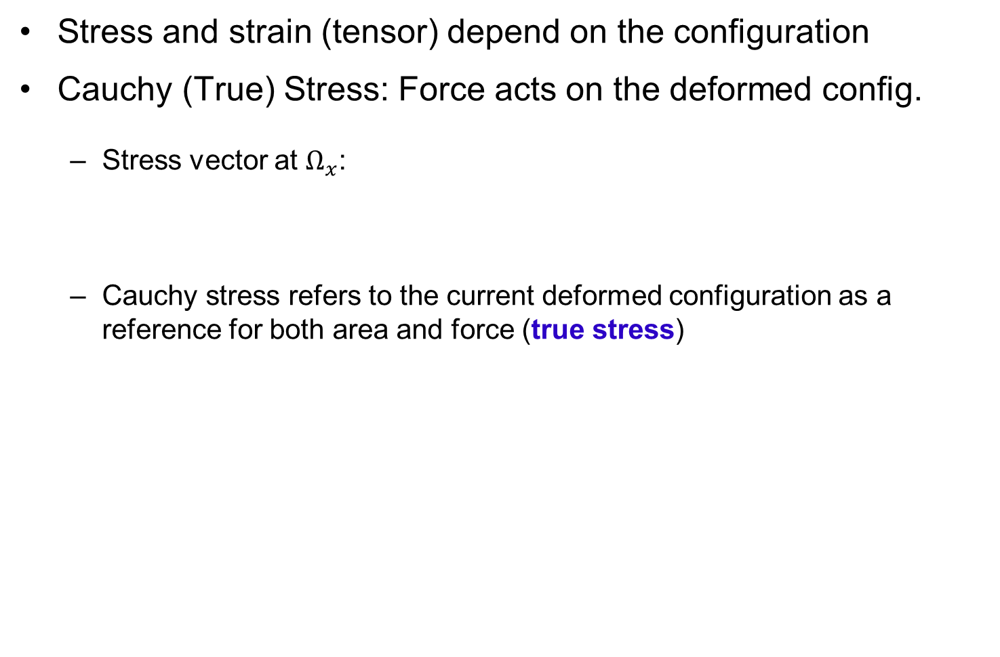 • Stress and strain (tensor) depend on the configuration
• Cauchy (True) Stress: Force acts on the deformed config.
– Stress vector at Ωₓ:
– Cauchy stress refers to the current deformed configuration as a
reference for both area and force (true stress)